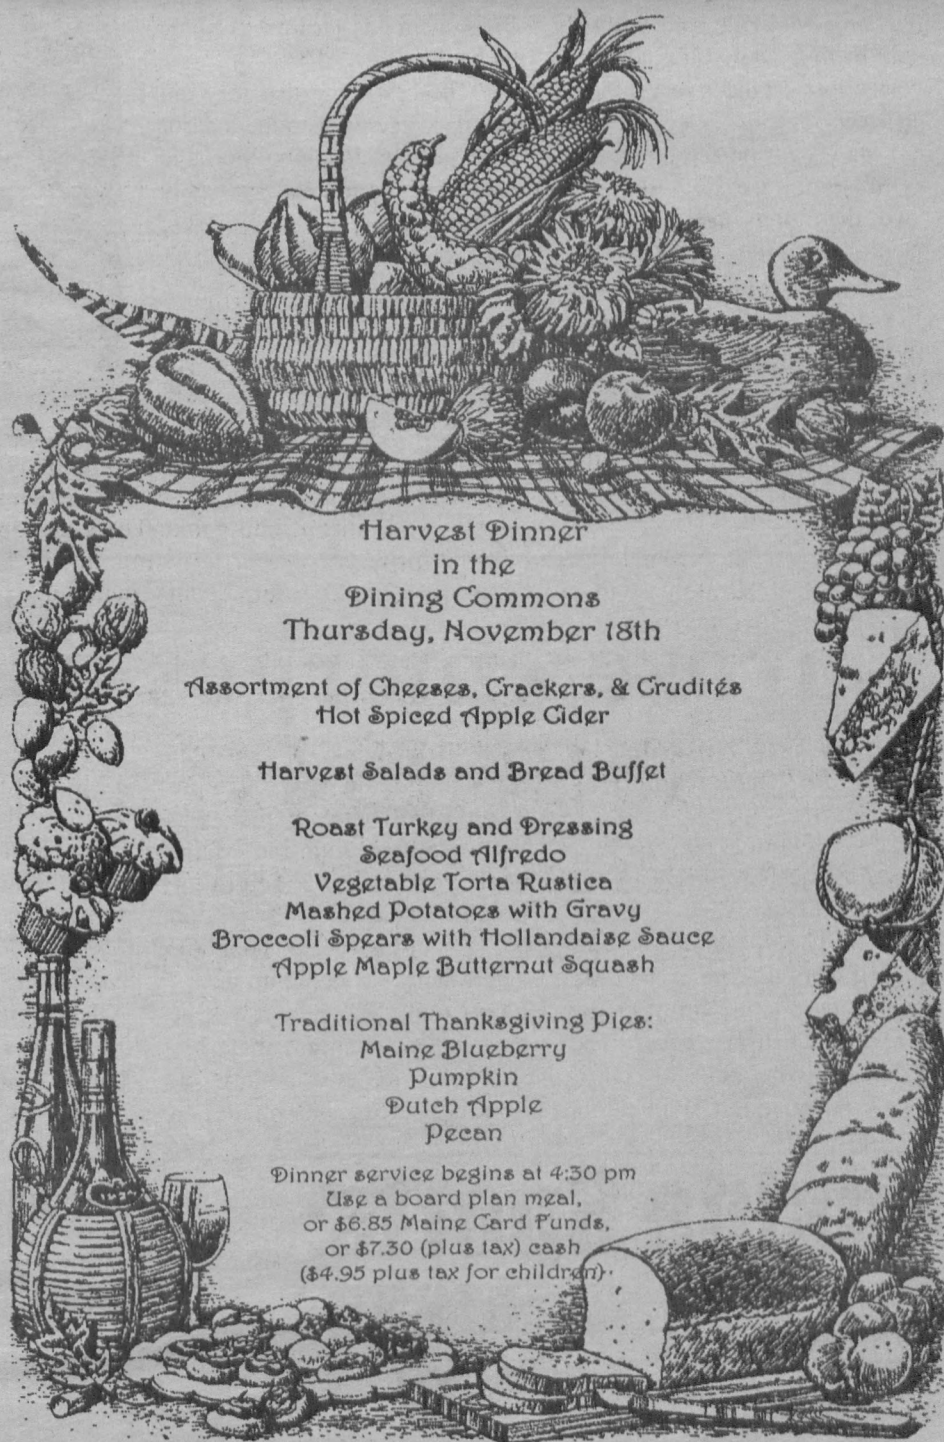 Harvest Dinner
in the
Dining Commons
Thursday, November 18th
Assortment of Cheeses, Crackers, & Crudités
Hot Spiced Apple Cider
Harvest Salads and Bread Buffet
Roast Turkey and Dressing
Seafood Alfredo
Vegetable Torta Rustica
Mashed Potatoes with Gravy
Broccoli Spears with Hollandaise Sauce
Apple Maple Butternut Squash
Traditional Thanksgiving Pies:
Maine Blueberry
Pumpkin
Dutch Apple
Pecan
Dinner service begins at 4:30 pm
Use a board plan meal,
or $6.85 Maine Card Funds,
or $7.30 (plus tax) cash
($4.95 plus tax for children)